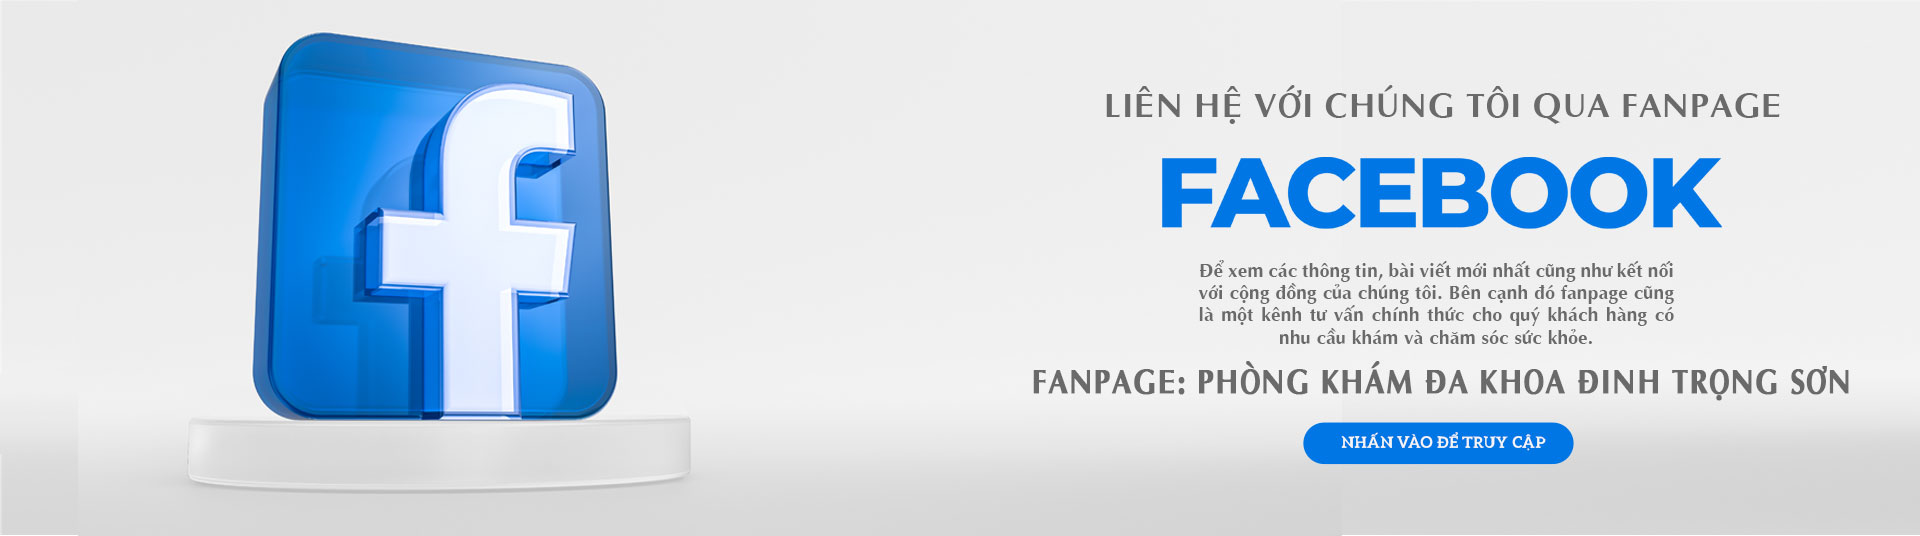 LIÊN HỆ VỚI CHÚNG TÔI QUA FANPAGE
FACEBOOK
Để xem các thông tin, bài viết mới nhất cũng như kết nối
với cộng đồng của chúng tôi. Bên cạnh đó fanpage cũng
là một kênh tư vấn chính thức cho quý khách hàng có
nhu cầu khám và chăm sóc sức khỏe.
FANPAGE: PHÒNG KHÁM ĐA KHOA ĐINH TRỌNG SƠN
NHẤN VÀO ĐỂ TRUY CẬP